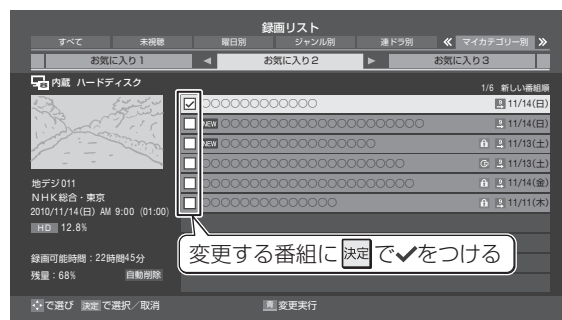 録画リスト
すべて 未視聴 曜日別 ジャンル別 連ドラ別 ≪ マイカテゴリー別 ≫
お気に入り1 ◀ お気に入り2 ▶ お気に入り3
内蔵 ハードディスク
1/6 新しい番組順
○○○○○○○○○○○○ 11/14(日)
NEW ○○○○○○○○○○○○○○○○○○○○○○ 11/14(日)
NEW ○○○○○○○○○○○○○○○○○ 11/13(土)
○○○○○○○○○○○○○○○○○○○○○ 11/13(土)
○○○○○○○○○○○○○○○○○○○○○○ 11/14(金)
○○○○○○○○○○○○○○ 11/11(木)
地デジ011
NHK総合・東京
2010/11/14(日) AM 9:00 (01:00)
HD 12.8%
変更する番組に 決定 で✔をつける
録画可能時間：22時間45分
残量：68% 自動削除
で選び 決定 で選択／取消 青 変更実行